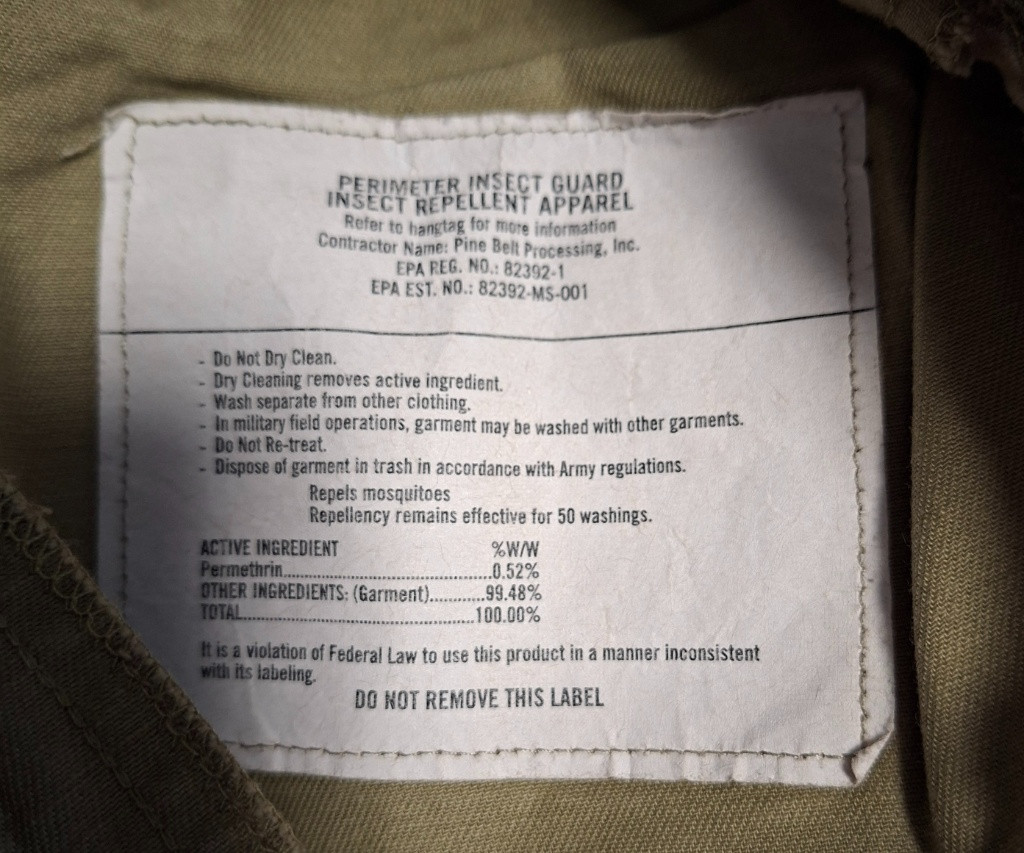 PERIMETER INSECT GUARD
INSECT REPELLENT APPAREL
Refer to hangtag for more information
Contractor Name: Pine Belt Processing, Inc.
EPA REG. NO.: 82392-1
EPA EST. NO.: 82392-MS-001
- Do Not Dry Clean.
- Dry Cleaning removes active ingredient.
- Wash separate from other clothing.
- In military field operations, garment may be washed with other garments.
- Do Not Re-treat.
- Dispose of garment in trash in accordance with Army regulations.
Repels mosquitoes
Repellency remains effective for 50 washings.
ACTIVE INGREDIENT %W/W
Permethrin..................................................0.52%
OTHER INGREDIENTS: (Garment)............99.48%
TOTAL.......................................................100.00%
It is a violation of Federal Law to use this product in a manner inconsistent
with its labeling.
DO NOT REMOVE THIS LABEL